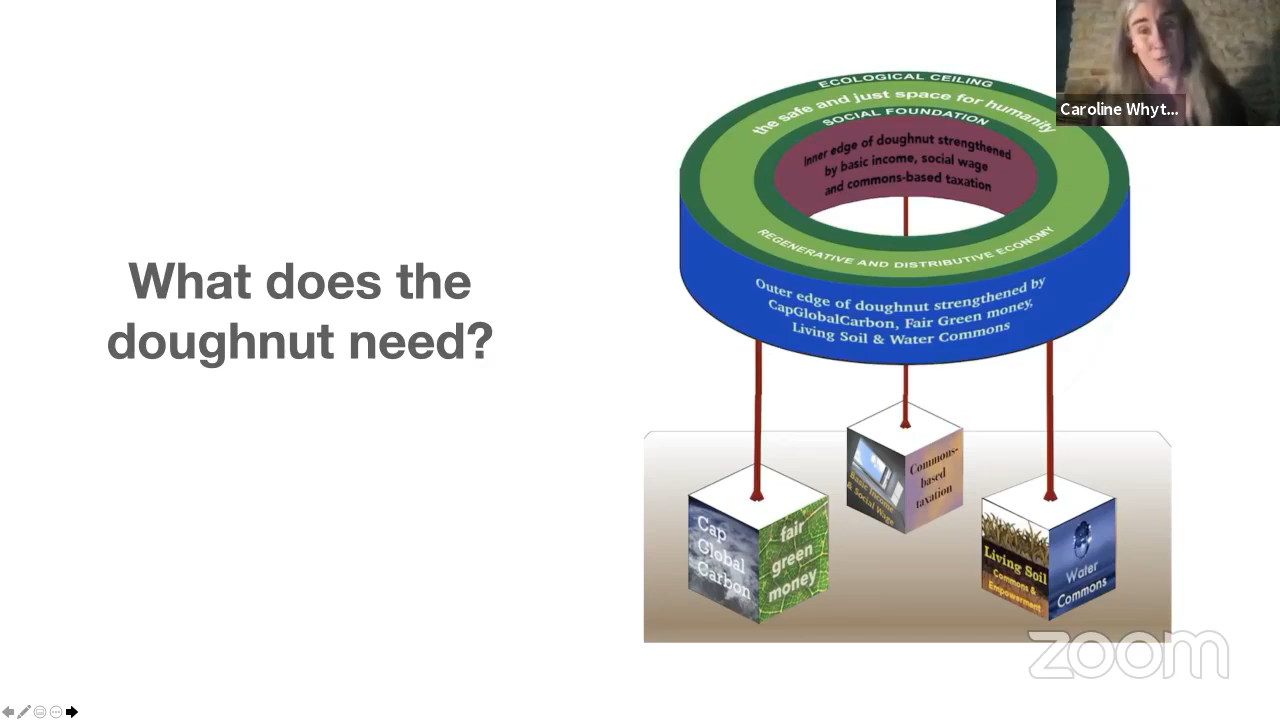 What does the
doughnut need?
ECOLOGICAL CEILING
the safe and just space for humanity
SOCIAL FOUNDATION
Inner edge of doughnut strengthened
by basic income, social wage
and commons-based taxation
REGENERATIVE AND DISTRIBUTIVE ECONOMY
Outer edge of doughnut strengthened by
CapGlobalCarbon, Fair Green money,
Living Soil & Water Commons
Caroline Whyt...
Basic Income
& Social Wage
Commons-
based
taxation
Cap
Global
Carbon
fair
green
money
Living Soil
Commons &
Empowerment
Water
Commons
zoom